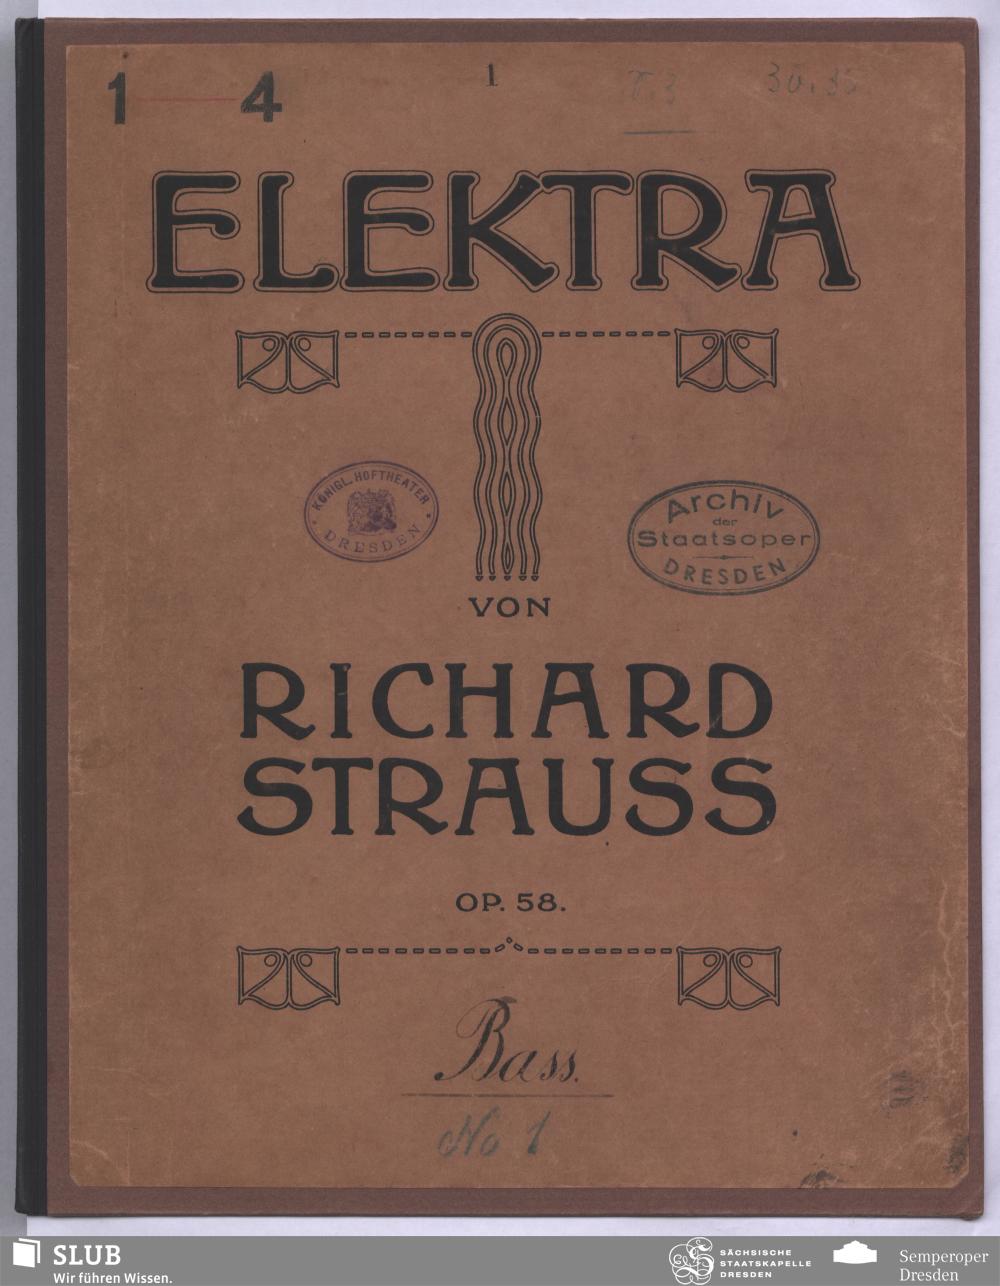 1 4
1
ELEKTRA
KÖNIGL. HOFTHEATER
DRESDEN
Archiv
der
Staatsoper
DRESDEN
VON
RICHARD
STRAUSS
OP. 58.
Bass.
No 1
SLUB
Wir führen Wissen.
SÄCHSISCHE
STAATSKAPELLE
DRESDEN
Semperoper
Dresden